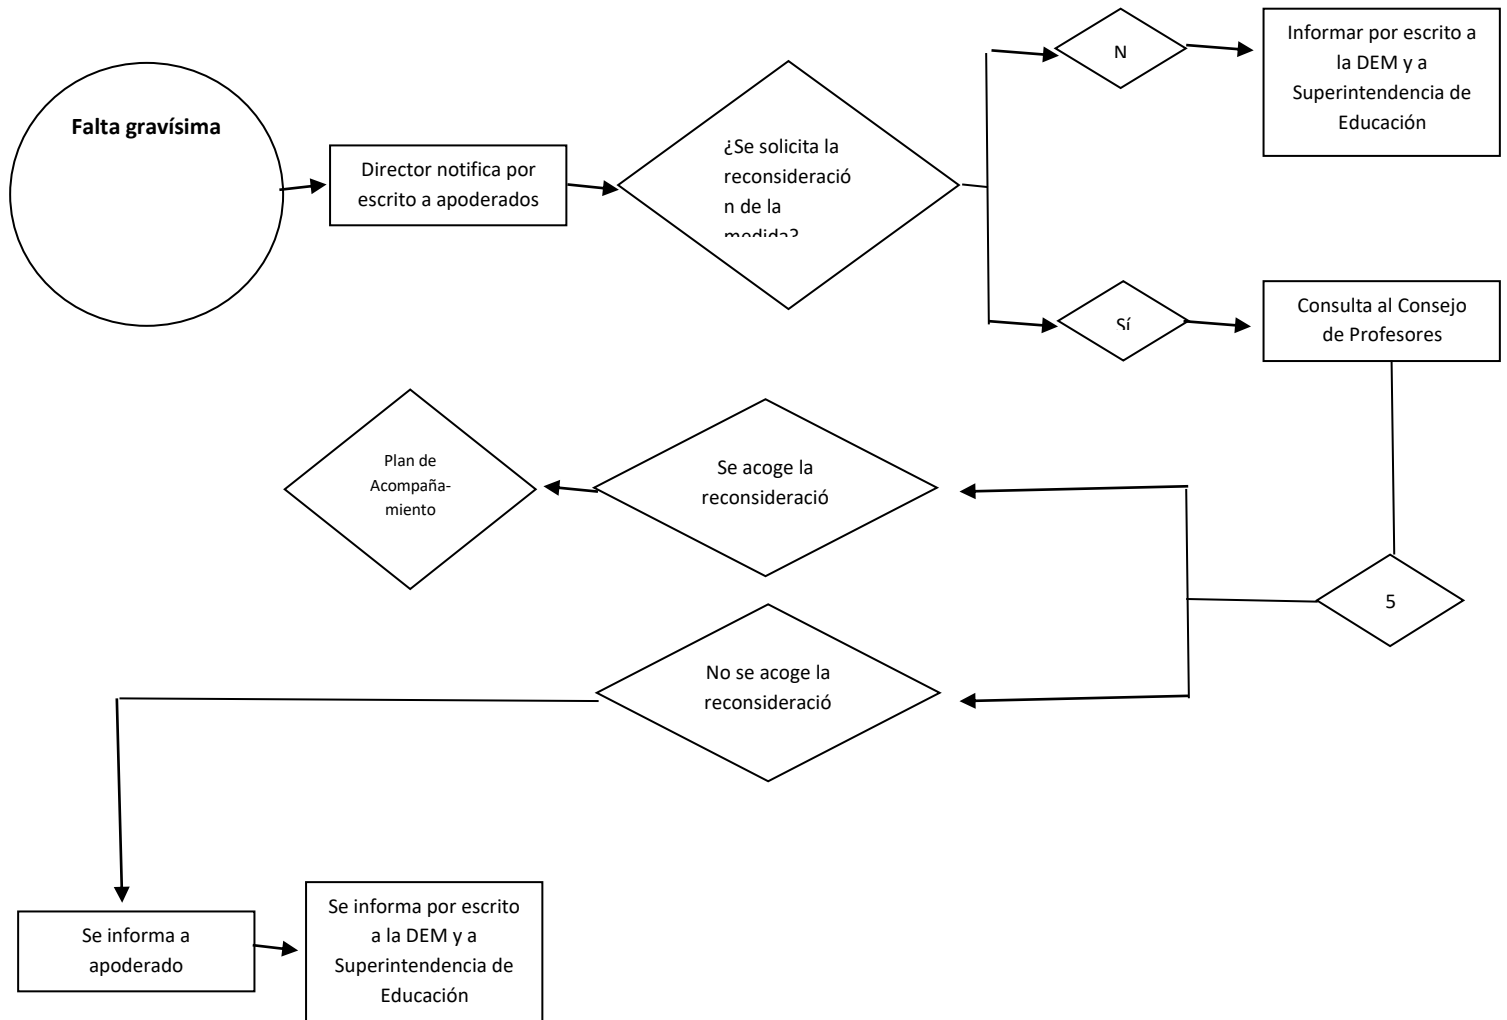 Falta gravísima
Director notifica por
escrito a apoderados
¿Se solicita la
reconsideració
n de la
medida?
N
Informar por escrito a
la DEM y a
Superintendencia de
Educación
Sí
Consulta al Consejo
de Profesores
Plan de
Acompaña-
miento
Se acoge la
reconsideració
5
No se acoge la
reconsideració
Se informa a
apoderado
Se informa por escrito
a la DEM y a
Superintendencia de
Educación